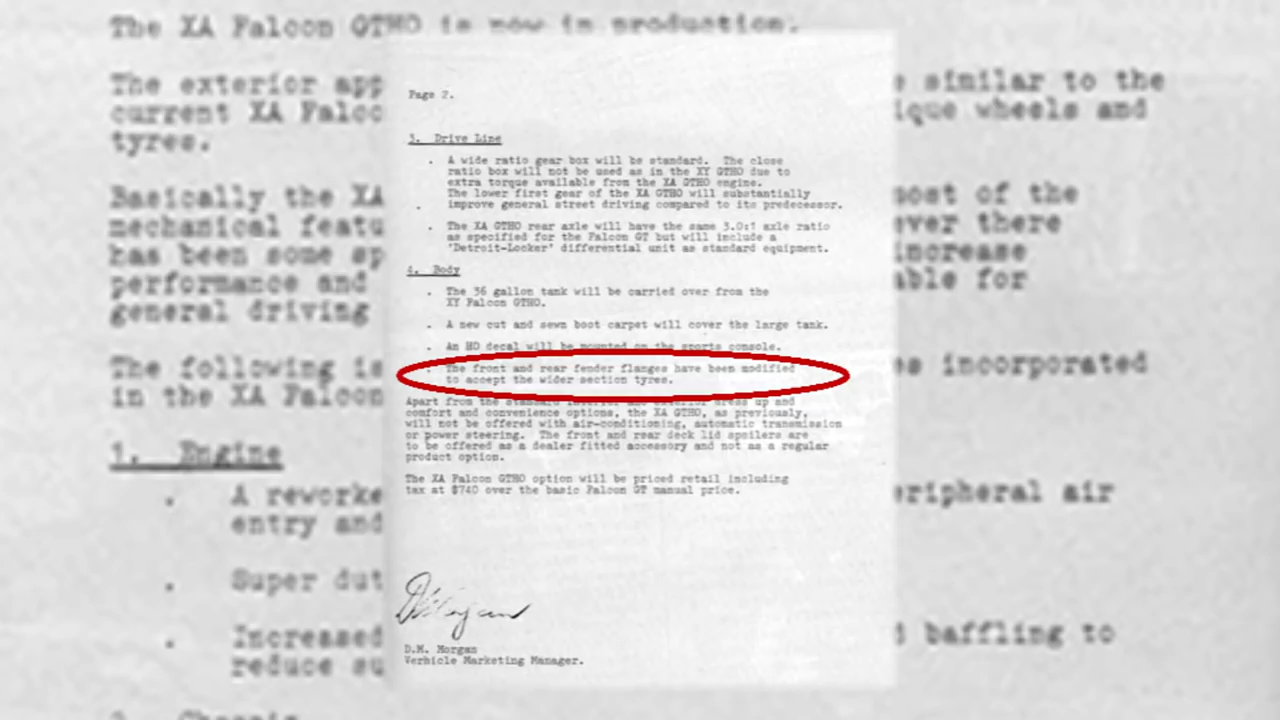 The XA Falcon GTHO is now in production.
The exterior app
current XA Falco
tyres.
Basically the XA
mechanical featu
has been some sp
performance and
general driving
The following is
in the XA Falcon
1. Engine
. A reworke
entry and
. Super dut
. Increased
reduce su
Page 2.
3. Drive Line
. A wide ratio gear box will be standard. The close
ratio box will not be used as in the XY GTHO due to
extra torque available from the XA GTHO engine.
The lower first gear of the XA GTHO will substantially
. improve general street driving compared to its predecessor.
. The XA GTHO rear axle will have the same 3.0:1 axle ratio
as specified for the Falcon GT but will include a
'Detroit-Locker' differential unit as standard equipment.
4. Body
. The 36 gallon tank will be carried over from the
XY Falcon GTHO.
. A new cut and sewn boot carpet will cover the large tank.
. An HO decal will be mounted on the sports console.
The front and rear fender flanges have been modified
to accept the wider section tyres.
Apart from the standard interior and exterior dress up and
comfort and convenience options, the XA GTHO, as previously,
will not be offered with air-conditioning, automatic transmission
or power steering. The front and rear deck lid spoilers are
to be offered as a dealer fitted accessory and not as a regular
product option.
The XA Falcon GTHO option will be priced retail including
tax at $740 over the basic Falcon GT manual price.
D.M. Morgan
Verhicle Marketing Manager.
similar to the
ique wheels and
most of the
ever there
increase
able for
es incorporated
eripheral air
baffling to